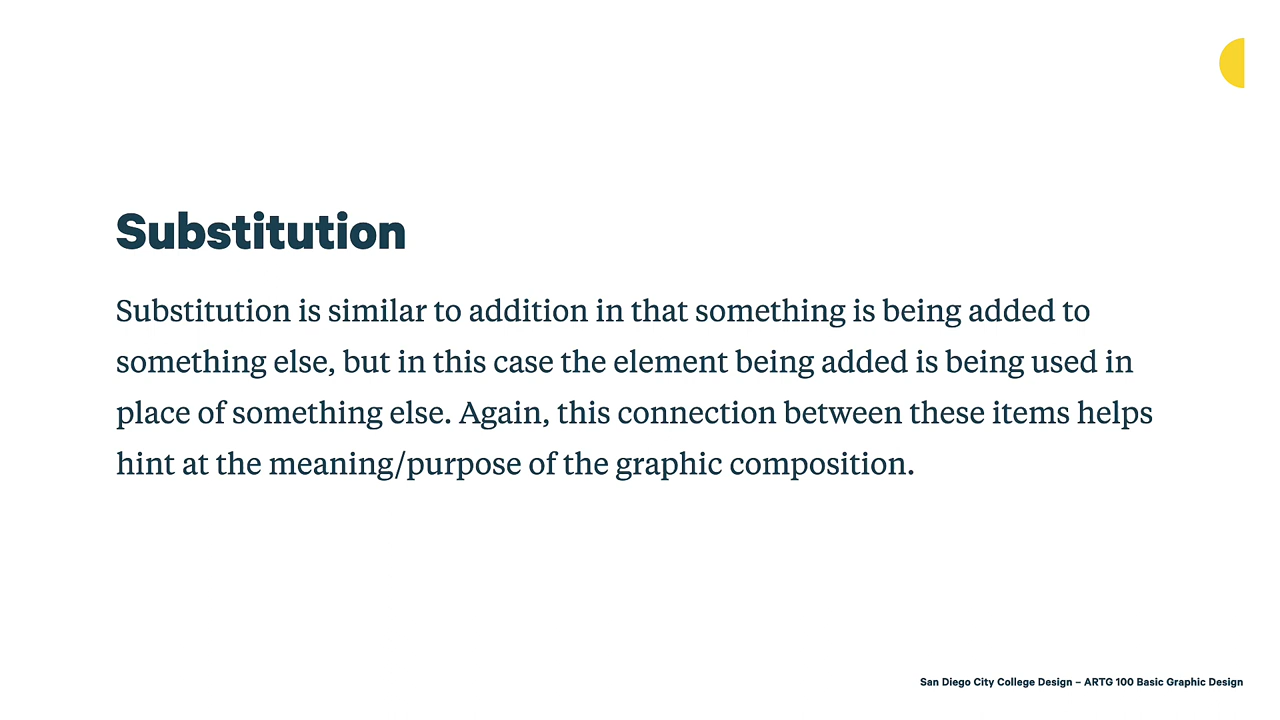 Substitution
Substitution is similar to addition in that something is being added to
something else, but in this case the element being added is being used in
place of something else. Again, this connection between these items helps
hint at the meaning/purpose of the graphic composition.
San Diego City College Design – ARTG 100 Basic Graphic Design